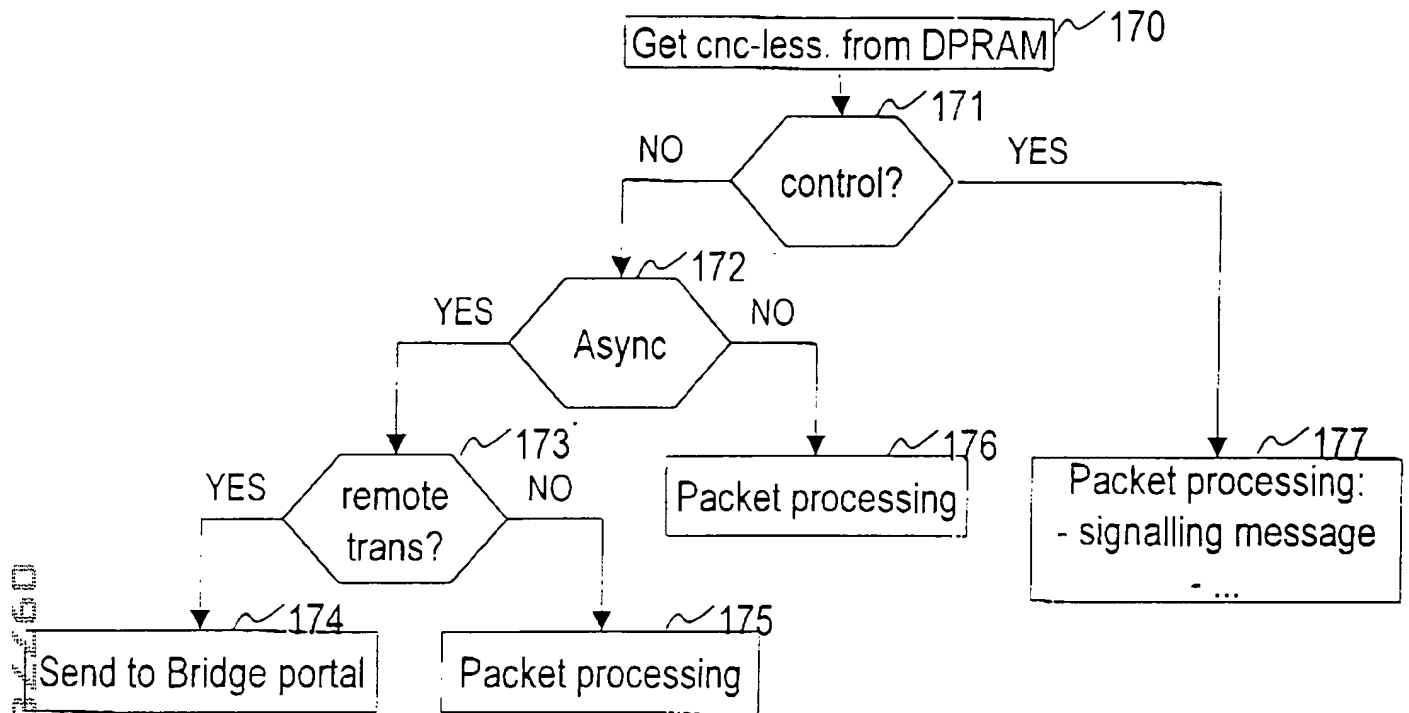 Get cnc-less. from DPRAM 170
171
NO YES
control?
172
YES NO
Async
173 176 177
YES NO
remote
trans?
Packet processing
Packet processing:
- signalling message
- ...
174 175
Send to Bridge portal
Packet processing